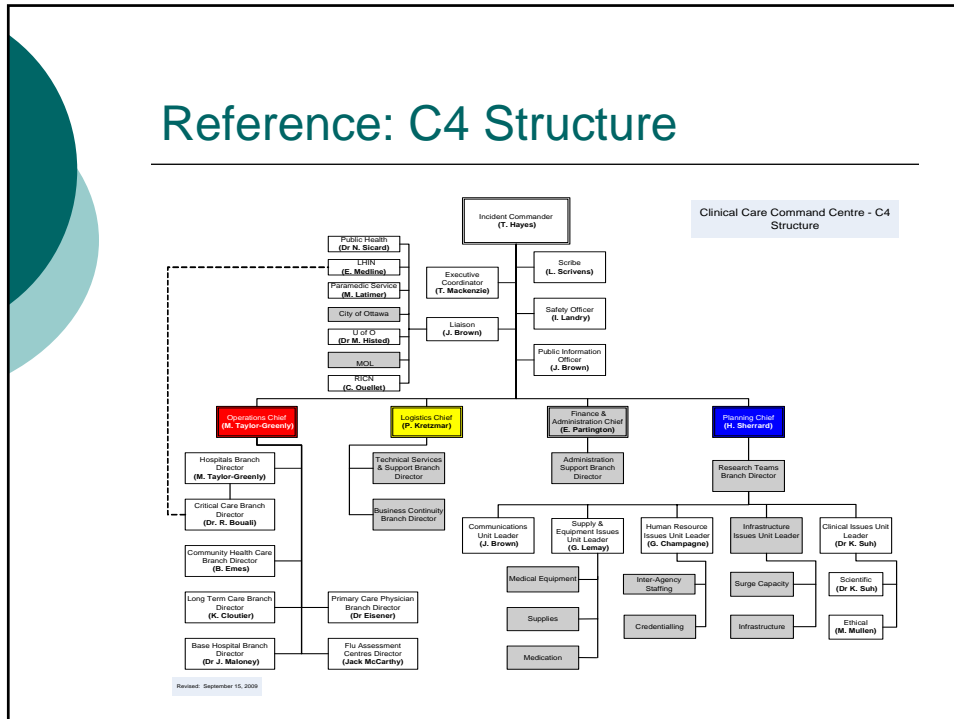 Reference: C4 Structure
Clinical Care Command Centre - C4
Structure
Incident Commander
(T. Hayes)
Public Health
(Dr N. Sicard)
LHIN
(E. Medline)
Paramedic Service
(M. Latimer)
City of Ottawa
U of O
(Dr M. Histed)
MOL
RICN
(C. Ouellet)
Executive
Coordinator
(T. Mackenzie)
Liaison
(J. Brown)
Scribe
(L. Scrivens)
Safety Officer
(I. Landry)
Public Information
Officer
(J. Brown)
Operations Chief
(M. Taylor-Greenly)
Logistics Chief
(P. Kretzmar)
Finance &
Administration Chief
(E. Partington)
Planning Chief
(H. Sherrard)
Hospitals Branch
Director
(M. Taylor-Greenly)
Critical Care Branch
Director
(Dr. R. Bouali)
Community Health Care
Branch Director
(B. Emes)
Long Term Care Branch
Director
(K. Cloutier)
Base Hospital Branch
Director
(Dr J. Maloney)
Primary Care Physician
Branch Director
(Dr Eisener)
Flu Assessment
Centres Director
(Jack McCarthy)
Technical Services
& Support Branch
Director
Business Continuity
Branch Director
Administration
Support Branch
Director
Research Teams
Branch Director
Communications
Unit Leader
(J. Brown)
Supply &
Equipment Issues
Unit Leader
(G. Lemay)
Human Resource
Issues Unit Leader
(G. Champagne)
Infrastructure
Issues Unit Leader
Clinical Issues Unit
Leader
(Dr K. Suh)
Medical Equipment
Supplies
Medication
Inter-Agency
Staffing
Credentialling
Surge Capacity
Infrastructure
Scientific
(Dr K. Suh)
Ethical
(M. Mullen)
Revised: September 15, 2009